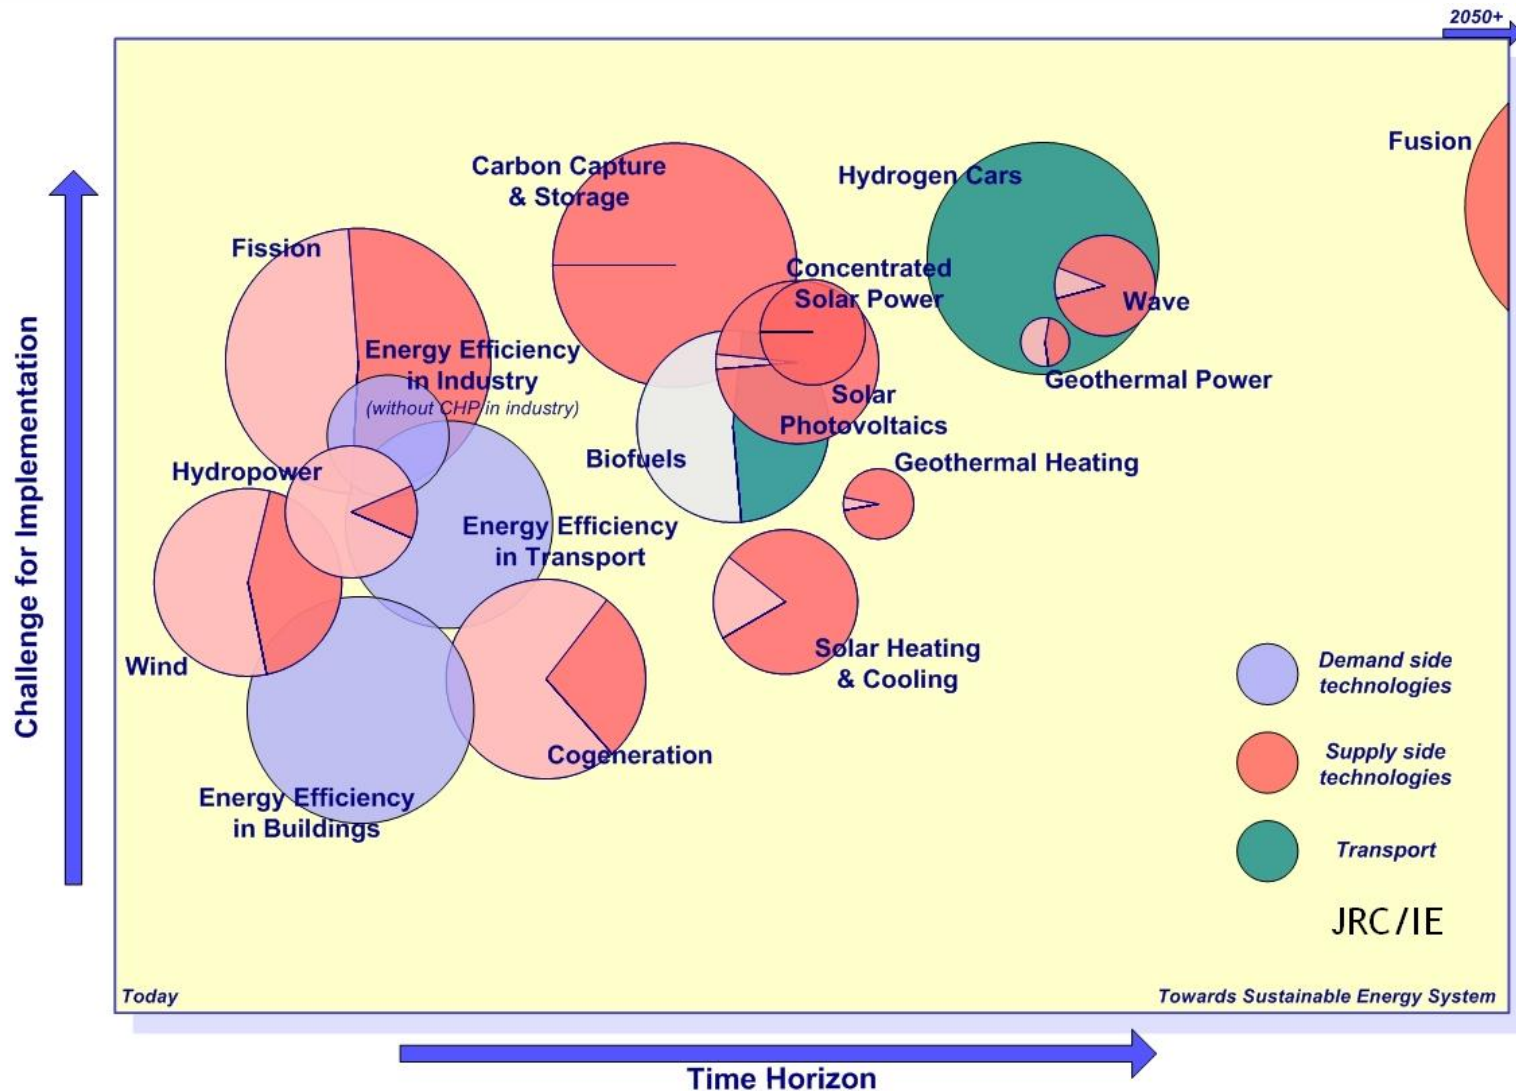 2050+
Fusion
Carbon Capture
& Storage
Hydrogen Cars
Fission
Concentrated
Solar Power
Wave
Energy Efficiency
in Industry
(without CHP in industry)
Geothermal Power
Solar
Photovoltaics
Biofuels
Geothermal Heating
Hydropower
Energy Efficiency
in Transport
Wind
Solar Heating
& Cooling
Cogeneration
Energy Efficiency
in Buildings
Demand side
technologies
Supply side
technologies
Transport
JRC/IE
Today
Towards Sustainable Energy System
Challenge for Implementation
Time Horizon